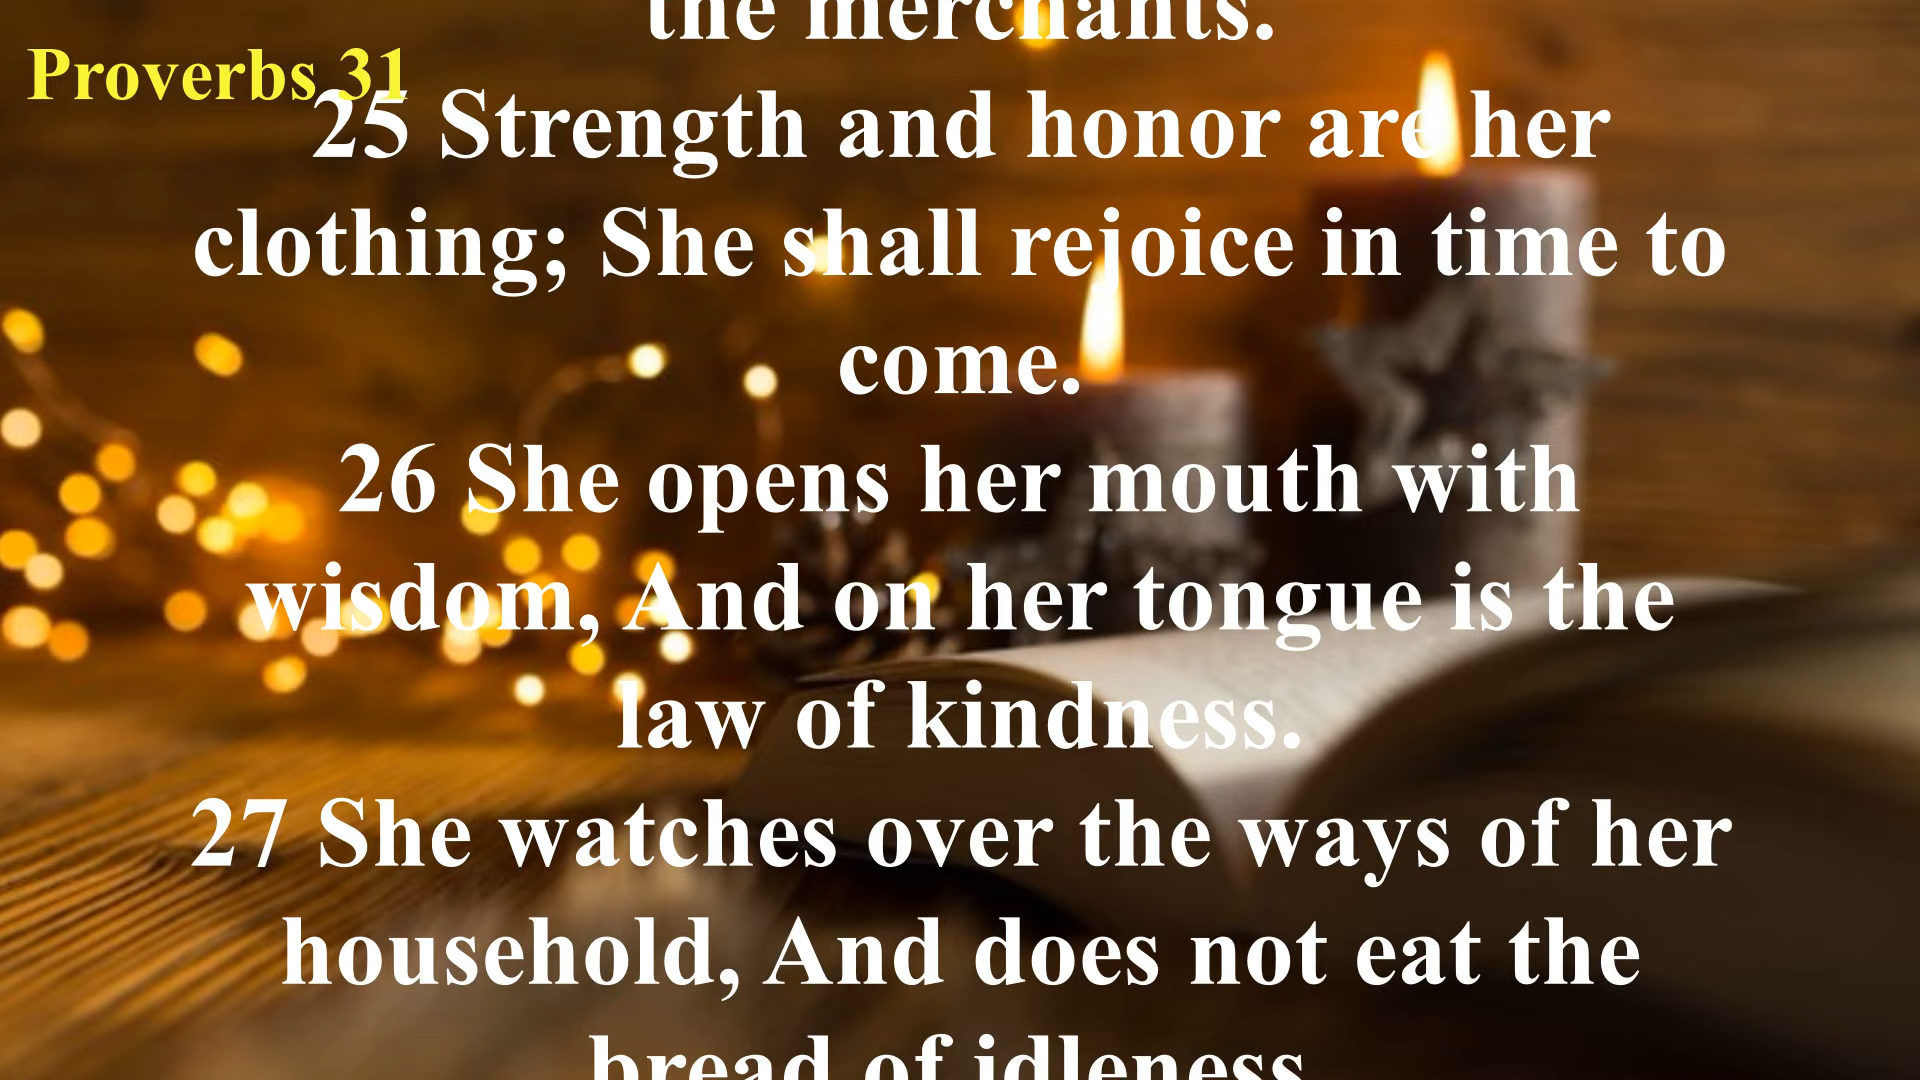 the merchants.
Proverbs 31
25 Strength and honor are her
clothing; She shall rejoice in time to
come.
26 She opens her mouth with
wisdom, And on her tongue is the
law of kindness.
27 She watches over the ways of her
household, And does not eat the
bread of idleness.